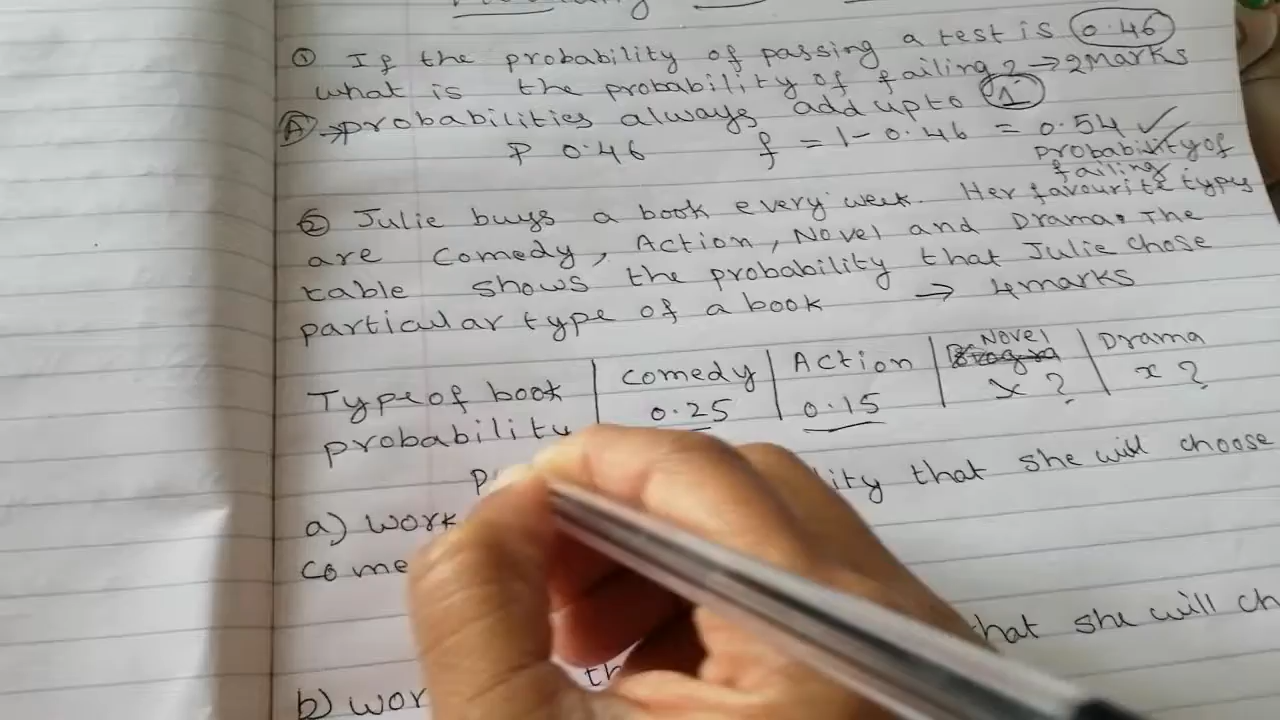 ① If the probability of passing a test is 0.46
what is the probability of failing? → 2 Marks
Ⓐ → probabilities always add up to 1
P 0.46 f = 1 - 0.46 = 0.54 ✓
probability of
failing
② Julie buys a book every week. Her favourite types
are Comedy, Action, Novel and Drama. The
table shows the probability that Julie chose
particular type of a book → 4 marks
Type of book | Comedy | Action | Novel | Drama
probability 0.25 0.15 x ? x ?
that she will choose
a) work
Come
that she will ch
b) wor